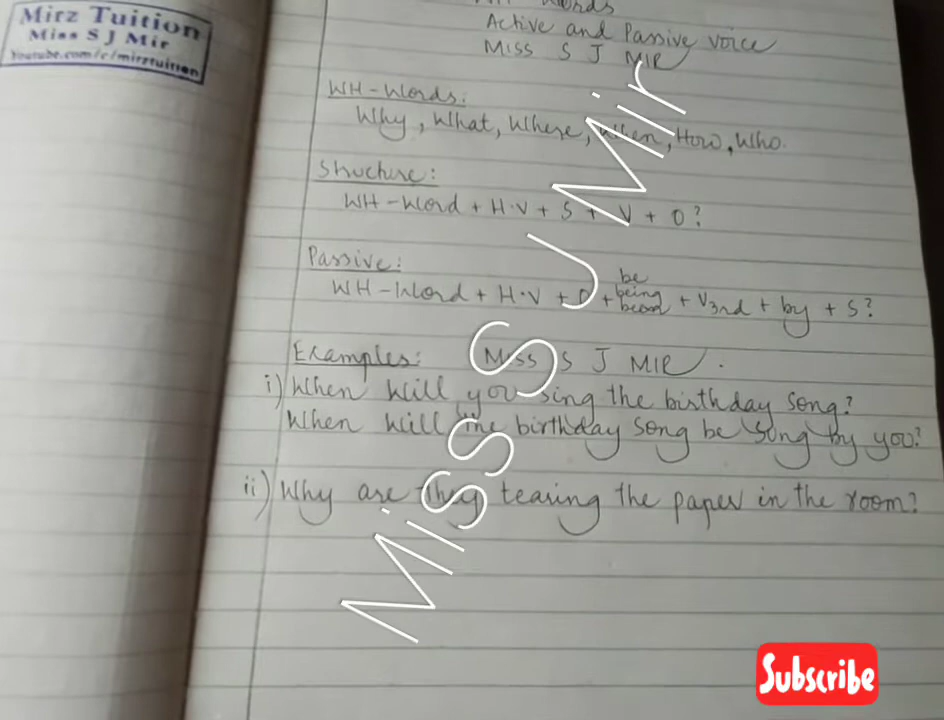 Mirz Tuition
Miss S J Mir
Youtube.com/c/mirztuition
Words
Active and Passive Voice
Miss S J MIR
WH-Words:
Why, What, Where, When, How, Who.
Structure:
WH-Word + H.V + S + V + O?
Passive:
WH-Word + H.V + O + be being been + V3rd + by + S?
Examples: Miss S J MIR.
i) When will you sing the birthday song?
When will the birthday song be song by you?
ii) Why are they tearing the paper in the room?
Miss S J Mir
Subscribe